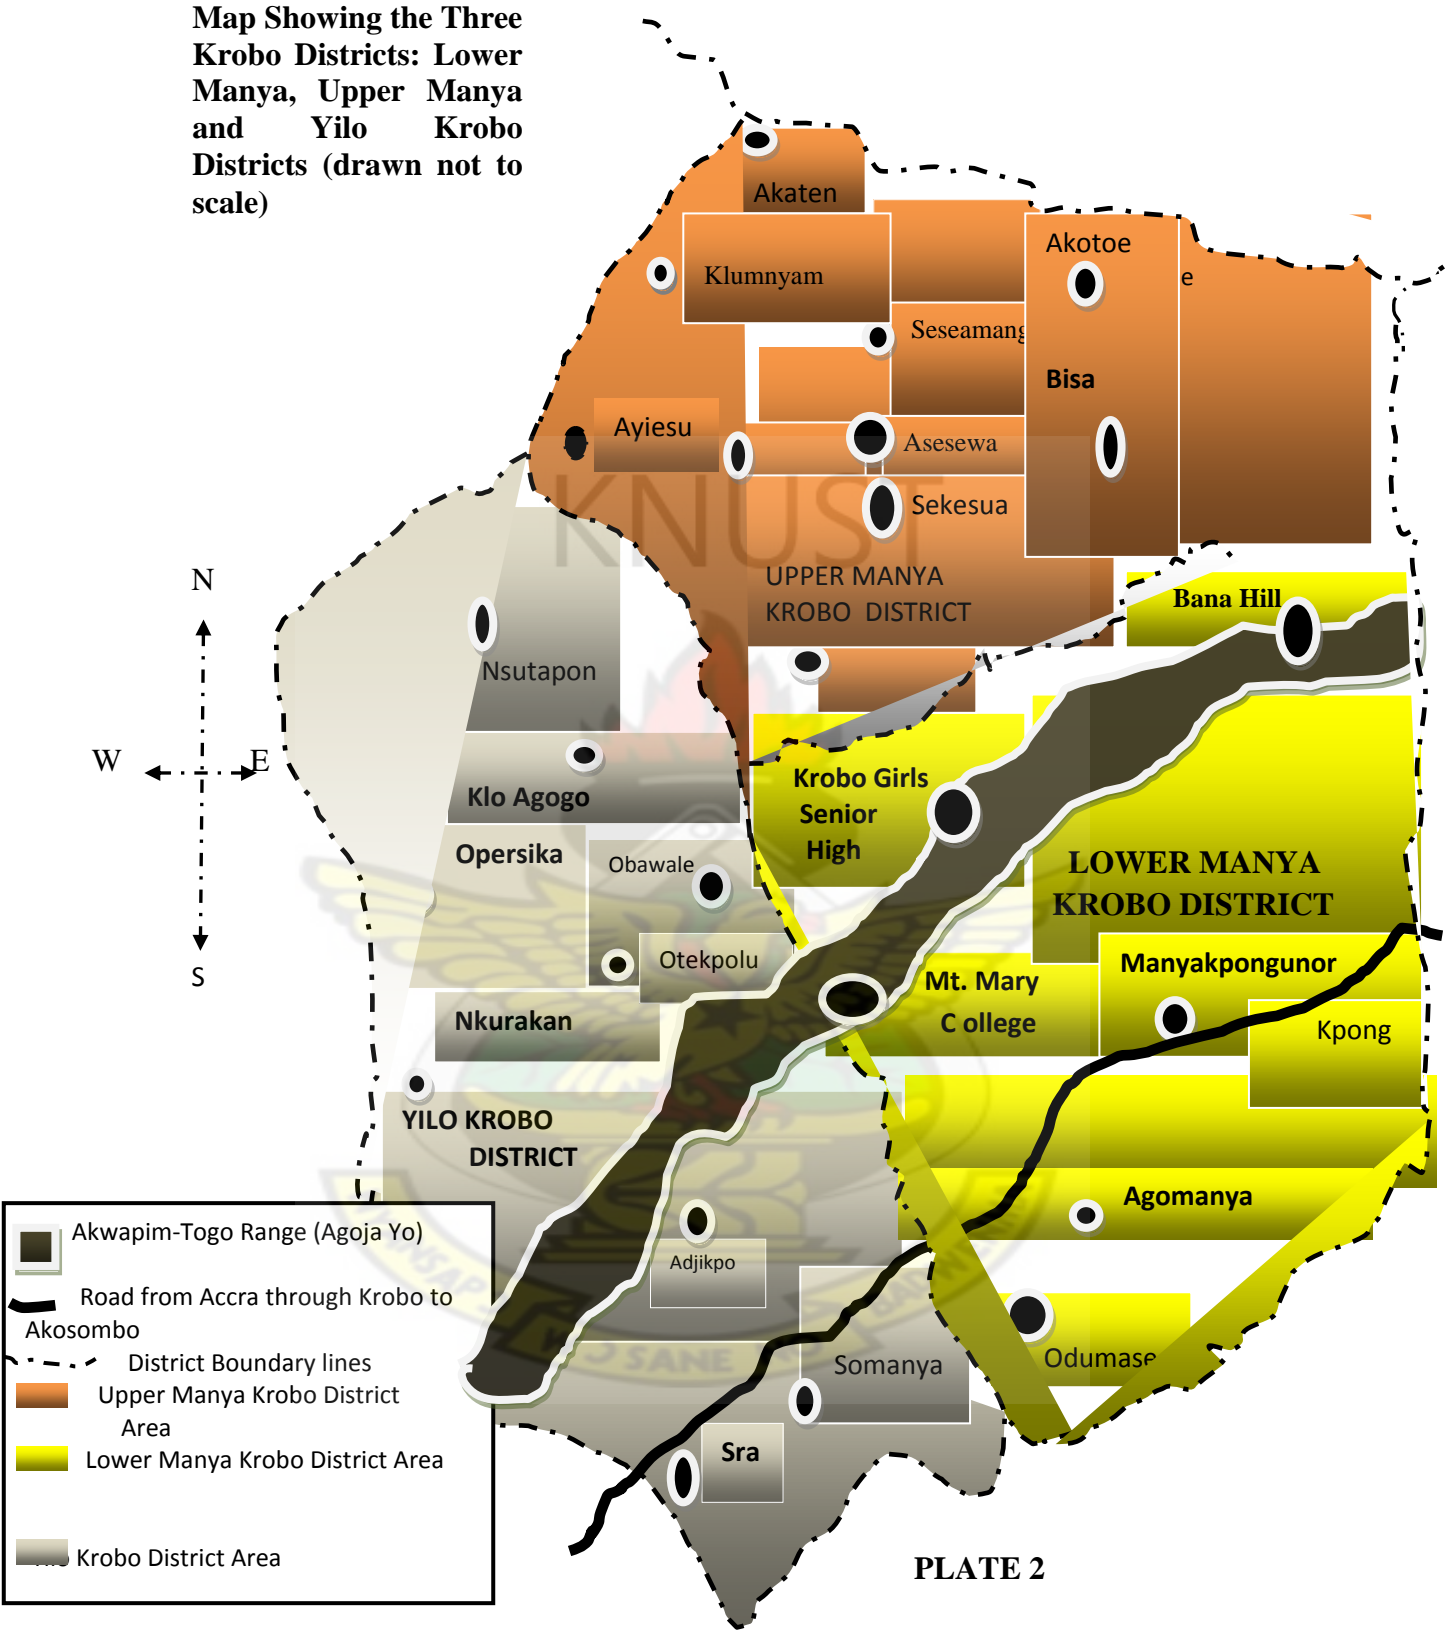 Map Showing the Three
Krobo Districts: Lower
Manya, Upper Manya
and Yilo Krobo
Districts (drawn not to
scale)
Akaten
Akotoe
e
Klumnyam
Seseamang
Bisa
Ayiesu
Asesewa
Sekesua
KNUST
UPPER MANYA
KROBO DISTRICT
Bana Hill
N
Nsutapon
W
E
S
Klo Agogo
Krobo Girls
Senior
High
Opersika
Obawale
LOWER MANYA
KROBO DISTRICT
Otekpolu
Manyakpongunor
Mt. Mary
C ollege
Nkurakan
Kpong
YILO KROBO
DISTRICT
Agomanya
Adjikpo
Somanya
Odumase
Sra
Akwapim-Togo Range (Agoja Yo)
Road from Accra through Krobo to
Akosombo
District Boundary lines
Upper Manya Krobo District
Area
Lower Manya Krobo District Area
Krobo District Area
SANE NO
PLATE 2